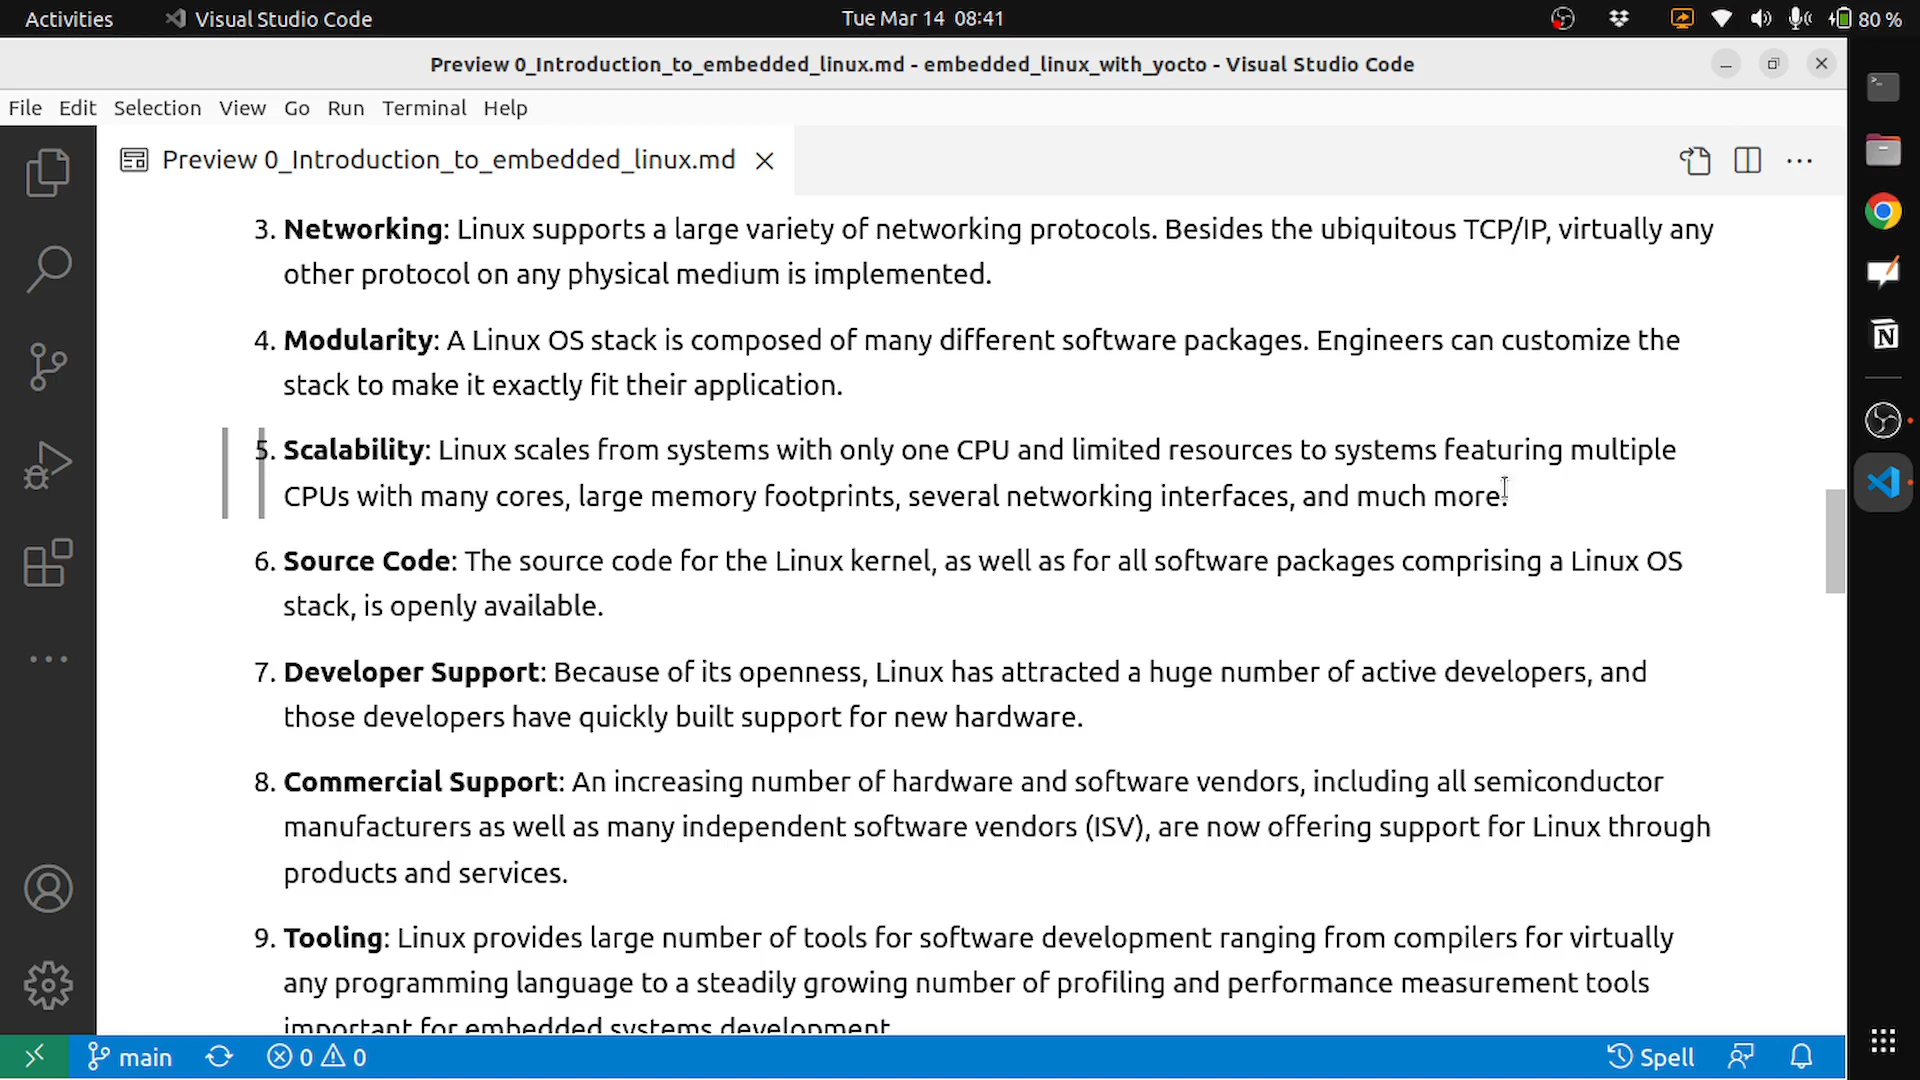 Activities Visual Studio Code Tue Mar 14 08:41 80 %
Preview 0_Introduction_to_embedded_linux.md - embedded_linux_with_yocto - Visual Studio Code
File Edit Selection View Go Run Terminal Help
Preview 0_Introduction_to_embedded_linux.md
3. Networking: Linux supports a large variety of networking protocols. Besides the ubiquitous TCP/IP, virtually any
other protocol on any physical medium is implemented.
4. Modularity: A Linux OS stack is composed of many different software packages. Engineers can customize the
stack to make it exactly fit their application.
5. Scalability: Linux scales from systems with only one CPU and limited resources to systems featuring multiple
CPUs with many cores, large memory footprints, several networking interfaces, and much more.
6. Source Code: The source code for the Linux kernel, as well as for all software packages comprising a Linux OS
stack, is openly available.
7. Developer Support: Because of its openness, Linux has attracted a huge number of active developers, and
those developers have quickly built support for new hardware.
8. Commercial Support: An increasing number of hardware and software vendors, including all semiconductor
manufacturers as well as many independent software vendors (ISV), are now offering support for Linux through
products and services.
9. Tooling: Linux provides large number of tools for software development ranging from compilers for virtually
any programming language to a steadily growing number of profiling and performance measurement tools
important for embedded systems development
main 0 0 Spell